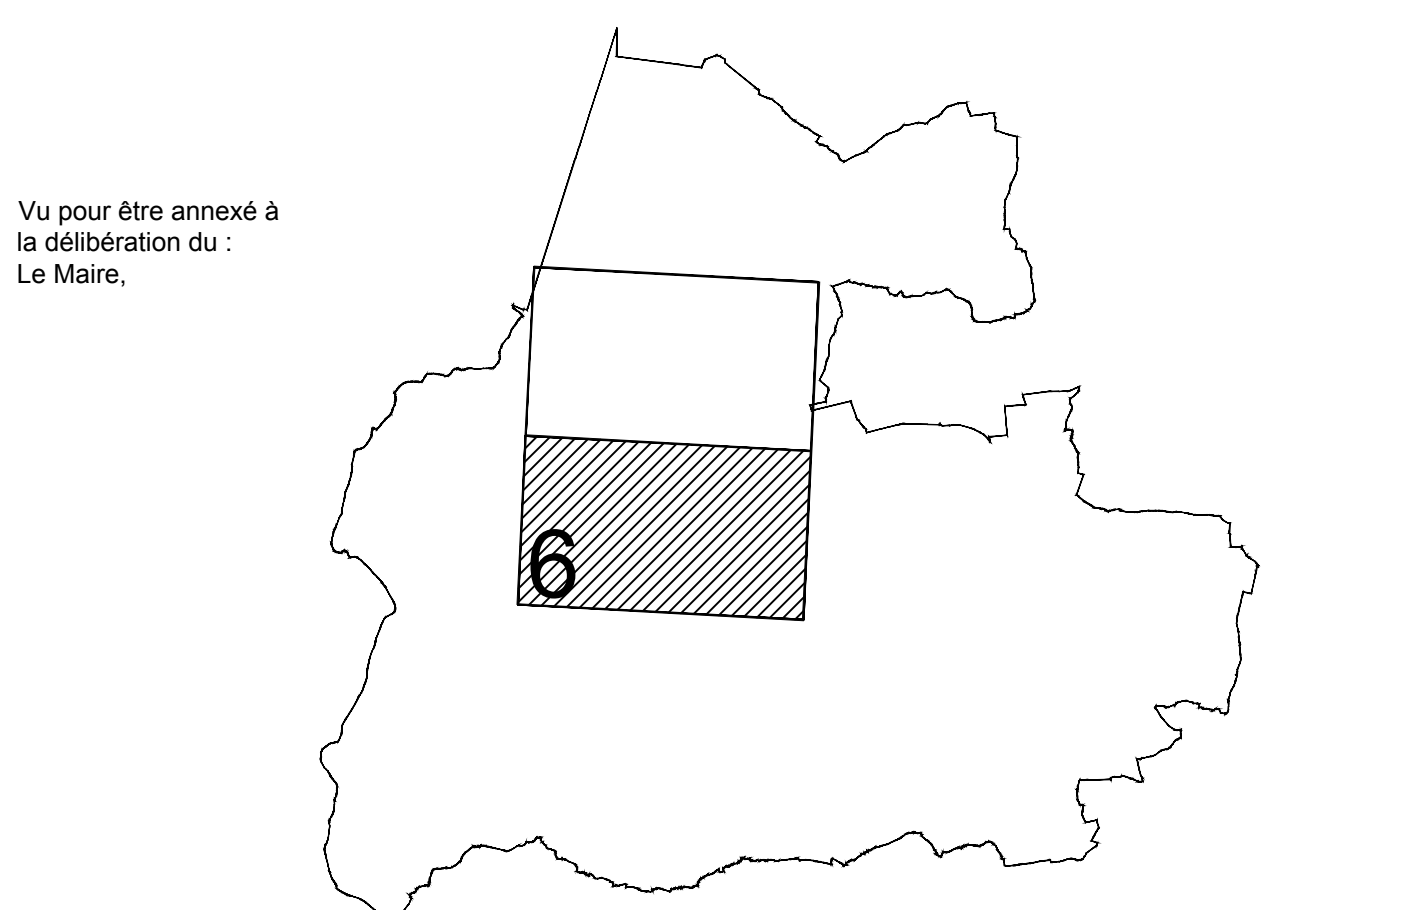 Vu pour être annexé à
la délibération du :
Le Maire,
6